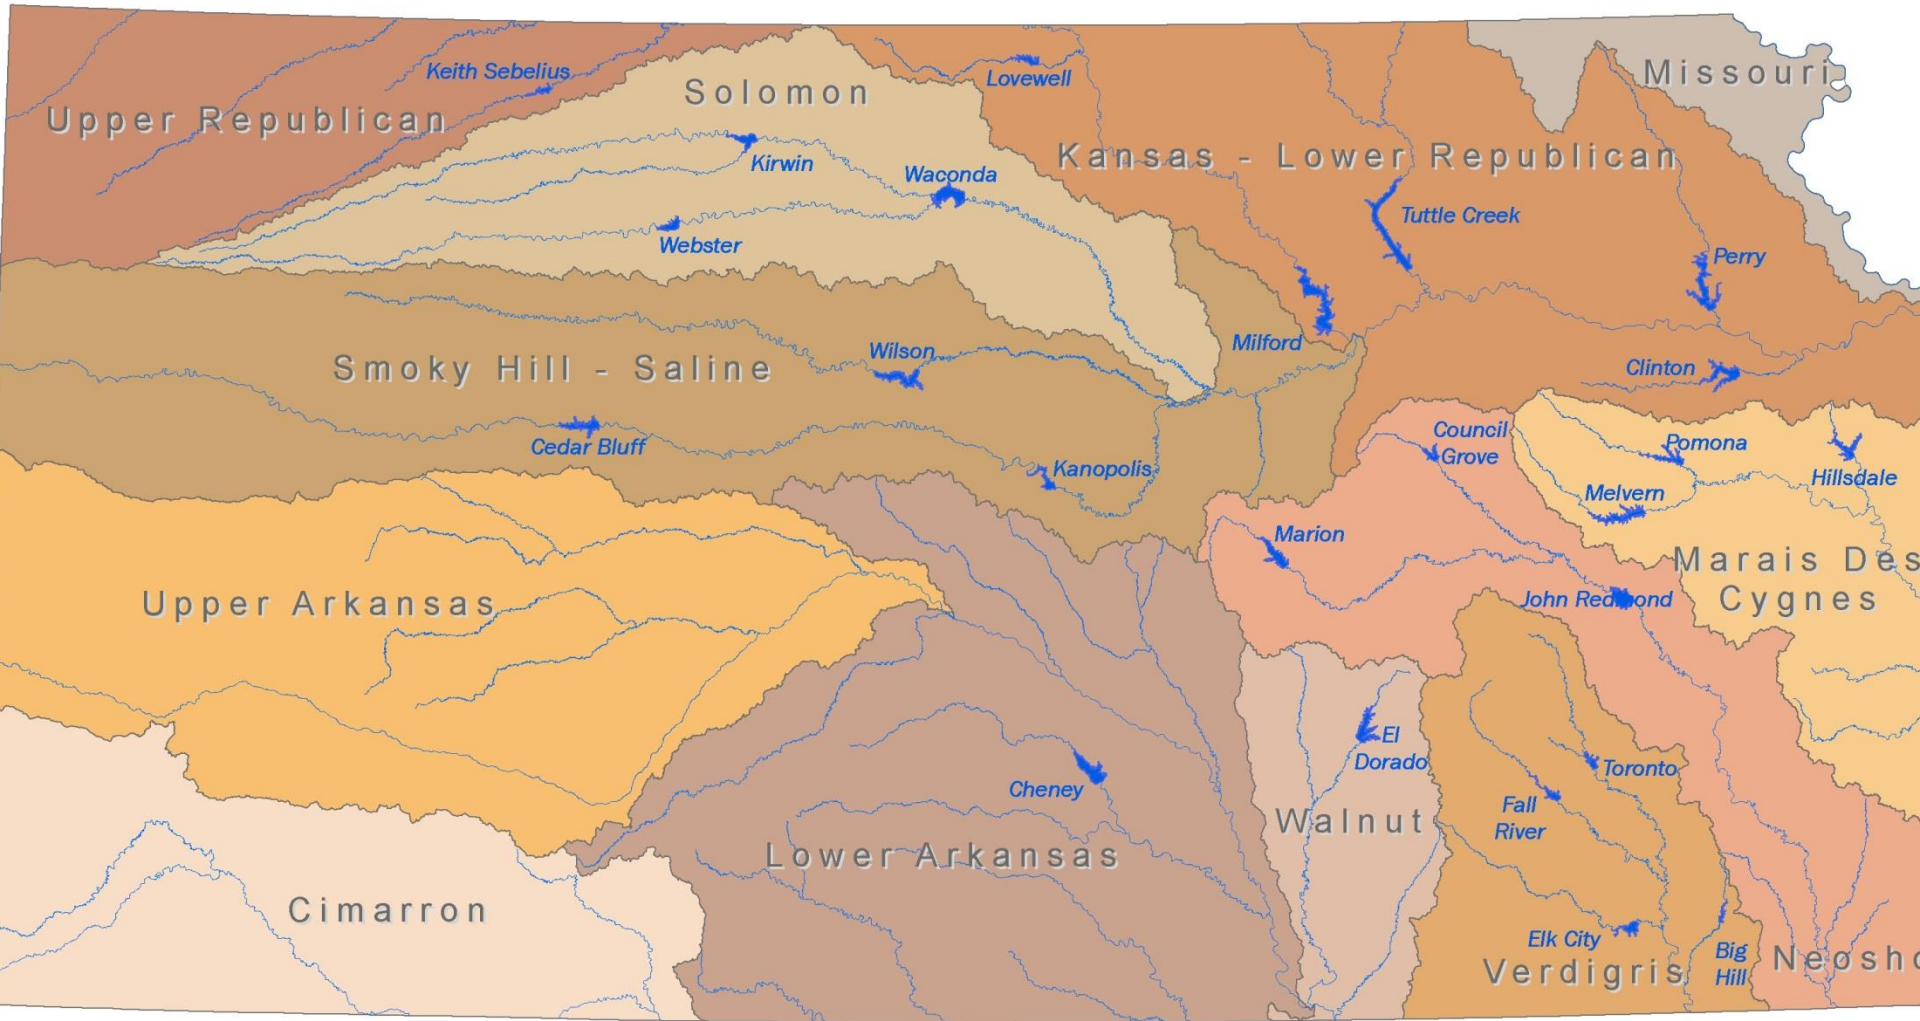 Keith Sebelius
Upper Republican
Solomon
Lovewell
Missouri
Kirwin
Waconda
Kansas - Lower Republican
Webster
Tuttle Creek
Perry
Smoky Hill - Saline
Wilson
Milford
Clinton
Cedar Bluff
Kanopolis
Council
Grove
Pomona
Hillsdale
Melvern
Marion
Marais Des
Cygnes
Upper Arkansas
John Redmond
El
Dorado
Toronto
Cheney
Fall
River
Walnut
Lower Arkansas
Cimarron
Elk City
Verdigris
Big
Hill
Neosho